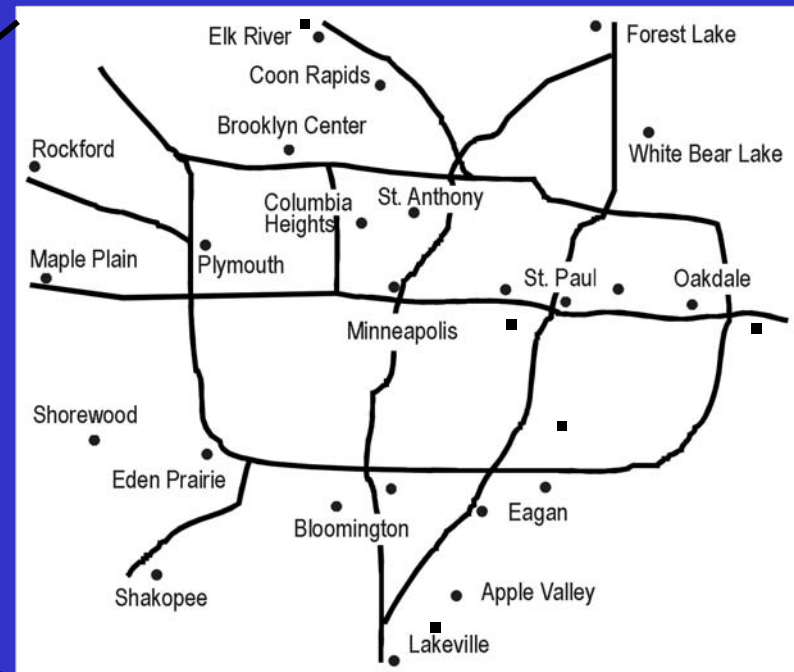 Elk River
Forest Lake
Coon Rapids
Brooklyn Center
Rockford
White Bear Lake
St. Anthony
Columbia
Heights
Maple Plain
Plymouth
St. Paul
Oakdale
Minneapolis
Shorewood
Eden Prairie
Bloomington
Eagan
Shakopee
Apple Valley
Lakeville